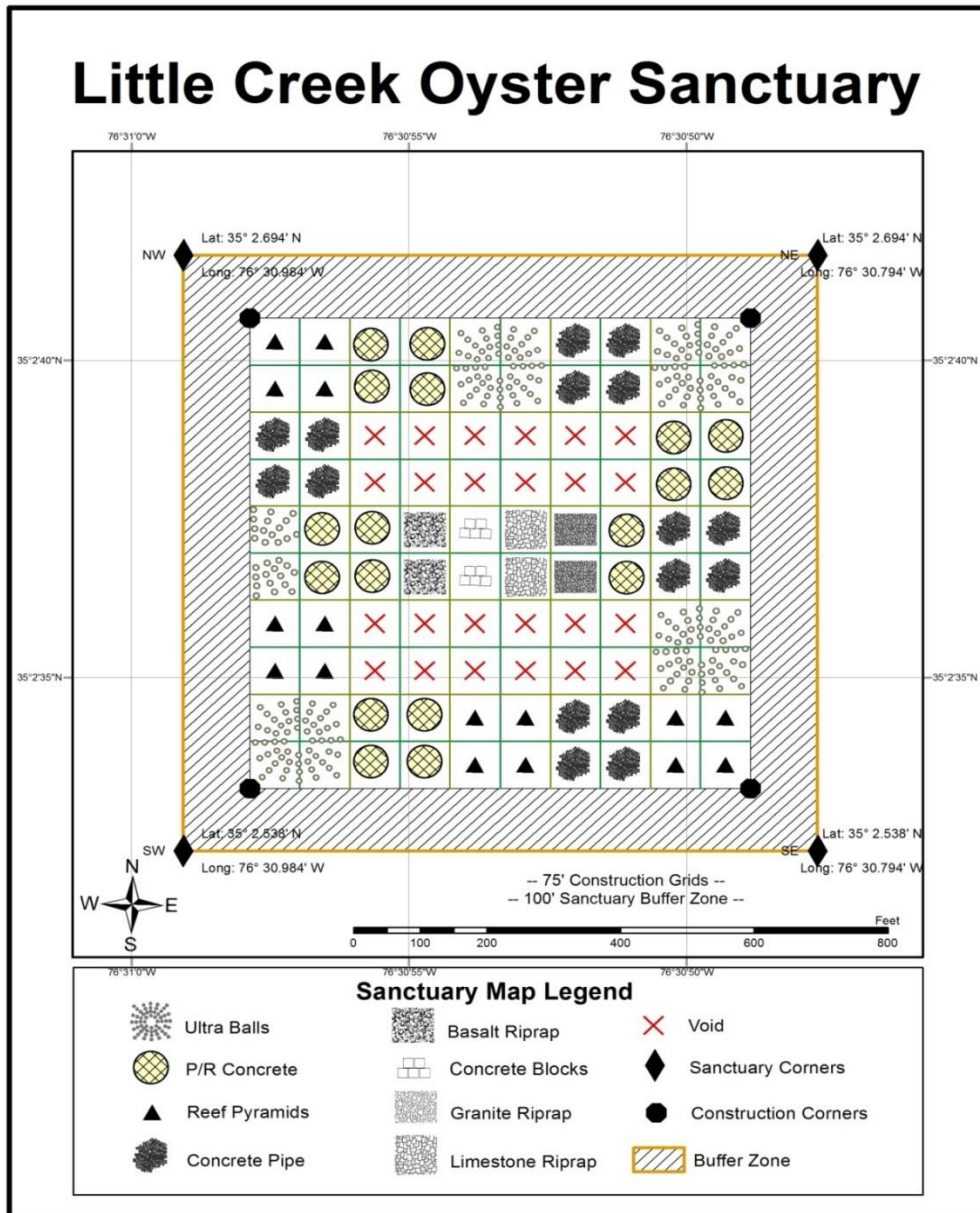 Little Creek Oyster Sanctuary
76°31'0"W 76°30'55"W 76°30'50"W
NW Lat: 35° 2.694' N
Long: 76° 30.984' W
NE Lat: 35° 2.694' N
Long: 76° 30.794' W
35°2'40"N 35°2'40"N
35°2'35"N 35°2'35"N
SW Lat: 35° 2.538' N
Long: 76° 30.984' W
SE Lat: 35° 2.538' N
Long: 76° 30.794' W
N
W E
S
-- 75' Construction Grids --
-- 100' Sanctuary Buffer Zone --
Feet
0 100 200 400 600 800
76°31'0"W 76°30'55"W 76°30'50"W
Sanctuary Map Legend
Ultra Balls
P/R Concrete
Reef Pyramids
Concrete Pipe
Basalt Riprap
Concrete Blocks
Granite Riprap
Limestone Riprap
Void
Sanctuary Corners
Construction Corners
Buffer Zone